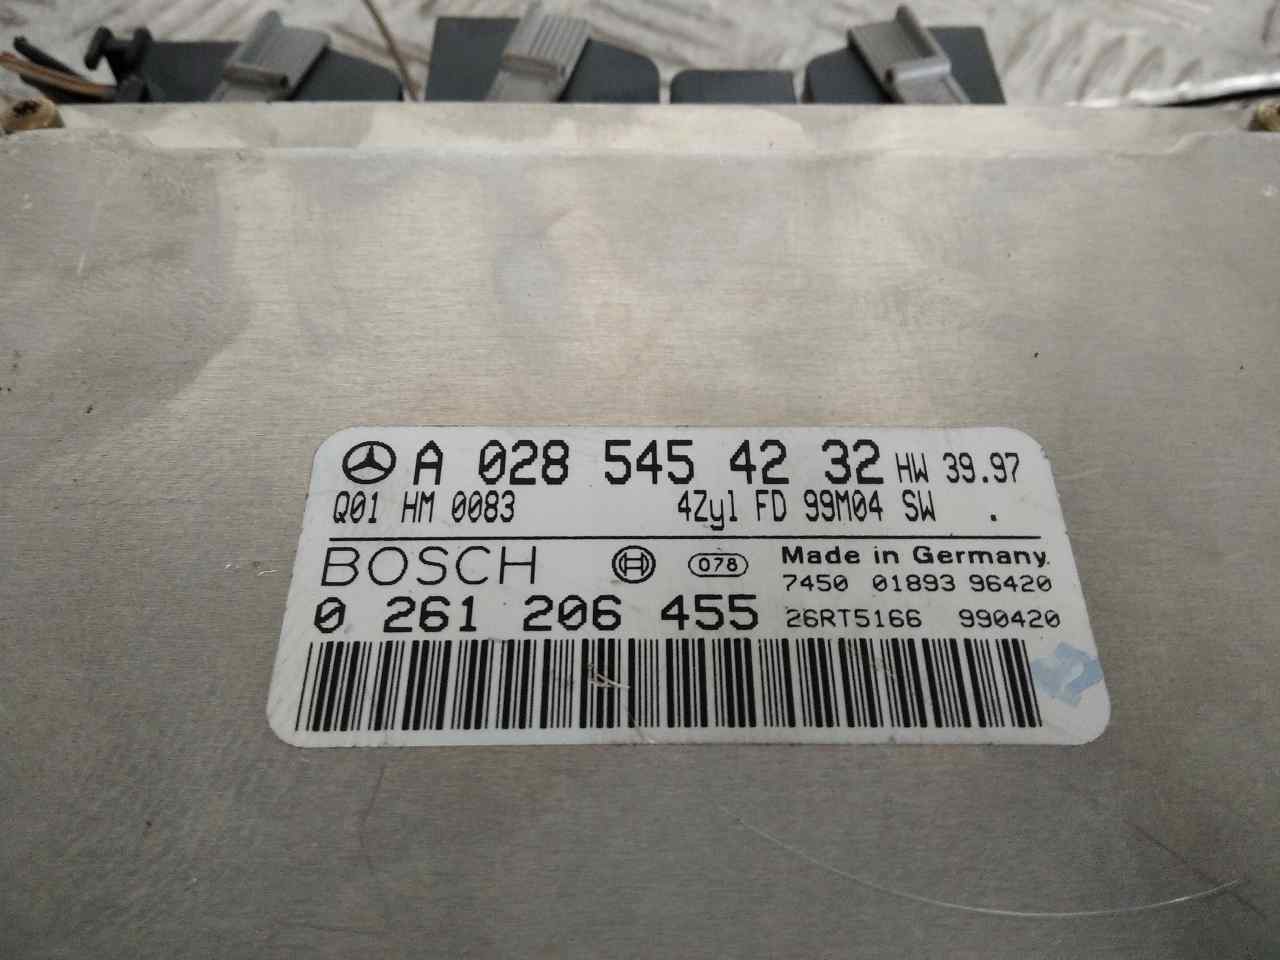 A 028 545 42 32 HW 39.97
Q01 HM 0083 4Zyl FD 99M04 SW .
BOSCH H 078 Made in Germany
7450 01893 96420
0 261 206 455 26RT5166 990420